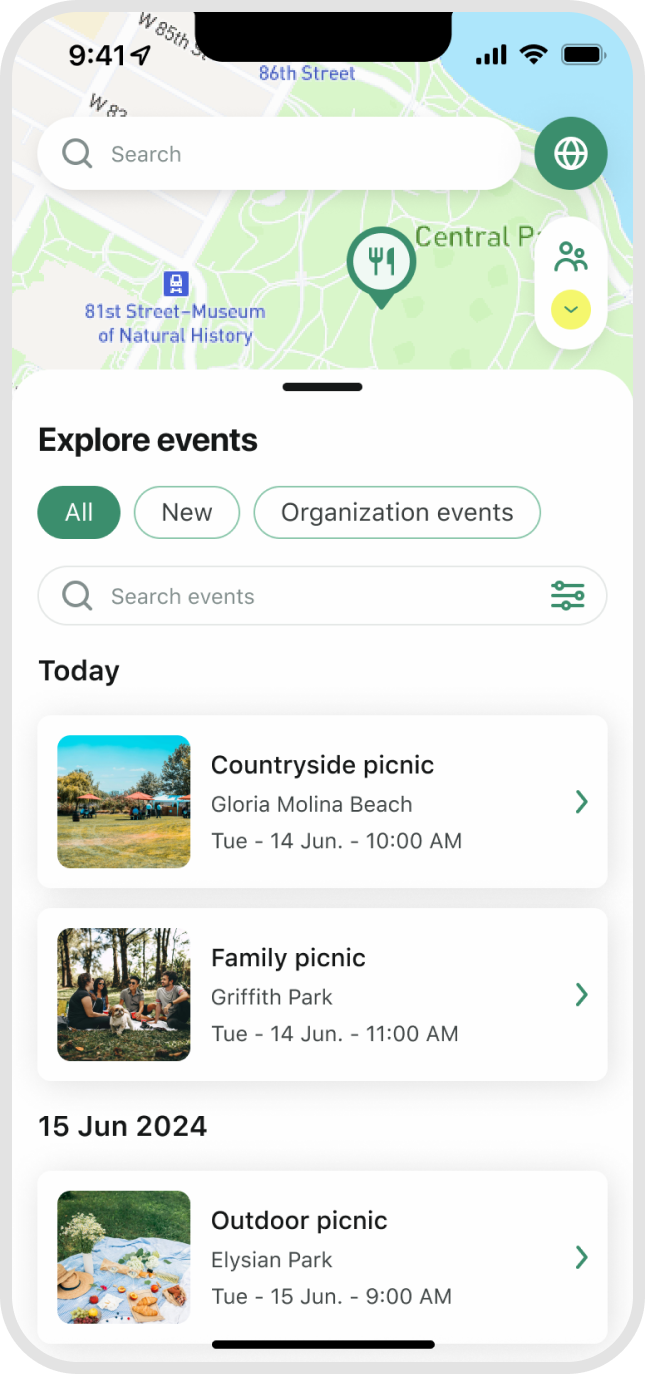 W 85th S
9:41
86th Street
W 83
Search
Central P
81st Street–Museum
of Natural History
Explore events
All
New
Organization events
Search events
Today
Countryside picnic
Gloria Molina Beach
Tue - 14 Jun. - 10:00 AM
Family picnic
Griffith Park
Tue - 14 Jun. - 11:00 AM
15 Jun 2024
Outdoor picnic
Elysian Park
Tue - 15 Jun. - 9:00 AM